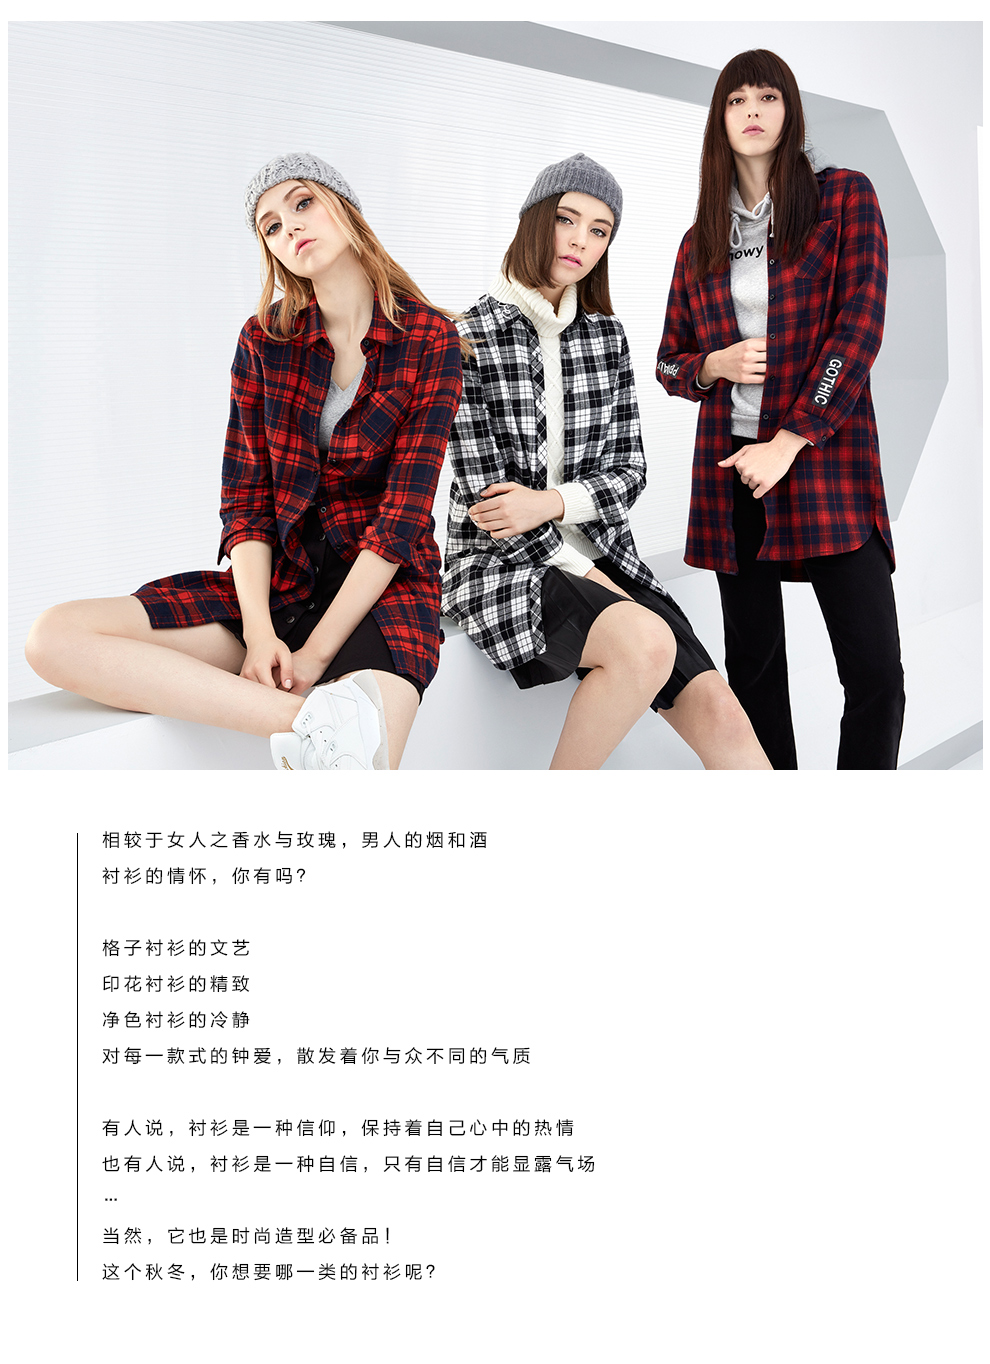 nowy
GOTHIC
相较于女人之香水与玫瑰，男人的烟和酒
衬衫的情怀，你有吗？
格子衬衫的文艺
印花衬衫的精致
净色衬衫的冷静
对每一款式的钟爱，散发着你与众不同的气质
有人说，衬衫是一种信仰，保持着自己心中的热情
也有人说，衬衫是一种自信，只有自信才能显露气场
…
当然，它也是时尚造型必备品！
这个秋冬，你想要哪一类的衬衫呢？